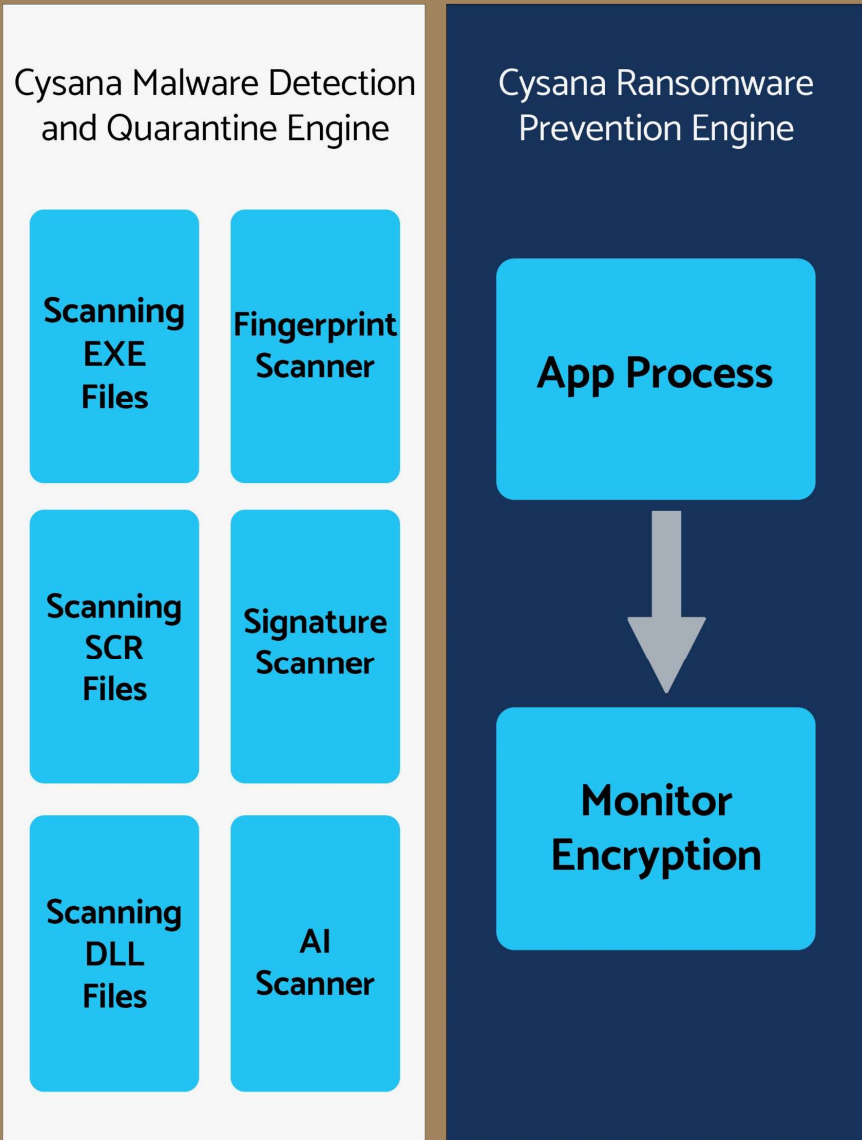 Cysana Malware Detection
and Quarantine Engine
Scanning
EXE
Files
Fingerprint
Scanner
Scanning
SCR
Files
Signature
Scanner
Scanning
DLL
Files
AI
Scanner
Cysana Ransomware
Prevention Engine
App Process
Monitor
Encryption